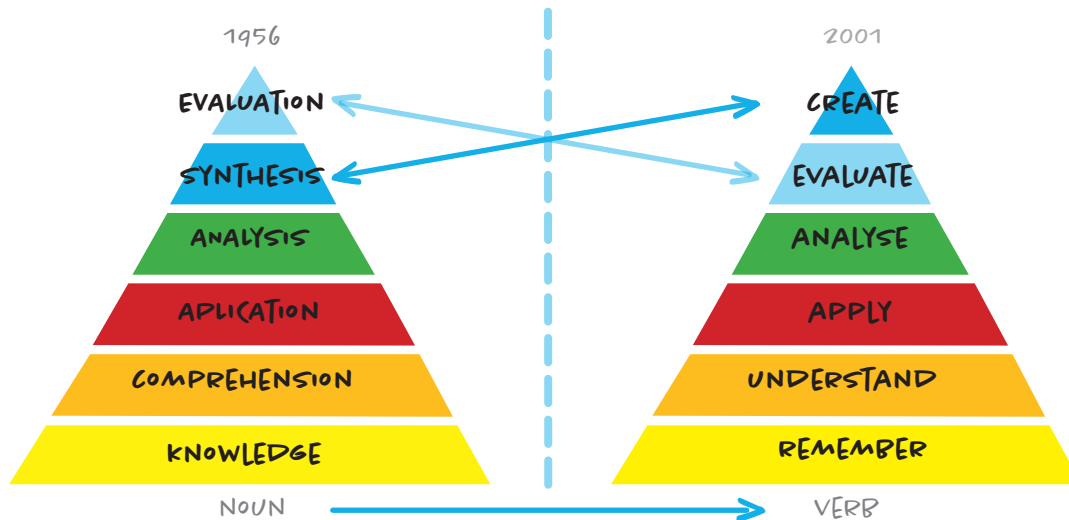 1956
EVALUATION
SYNTHESIS
ANALYSIS
APLICATION
COMPREHENSION
KNOWLEDGE
NOUN
2001
CREATE
EVALUATE
ANALYSE
APPLY
UNDERSTAND
REMEMBER
VERB